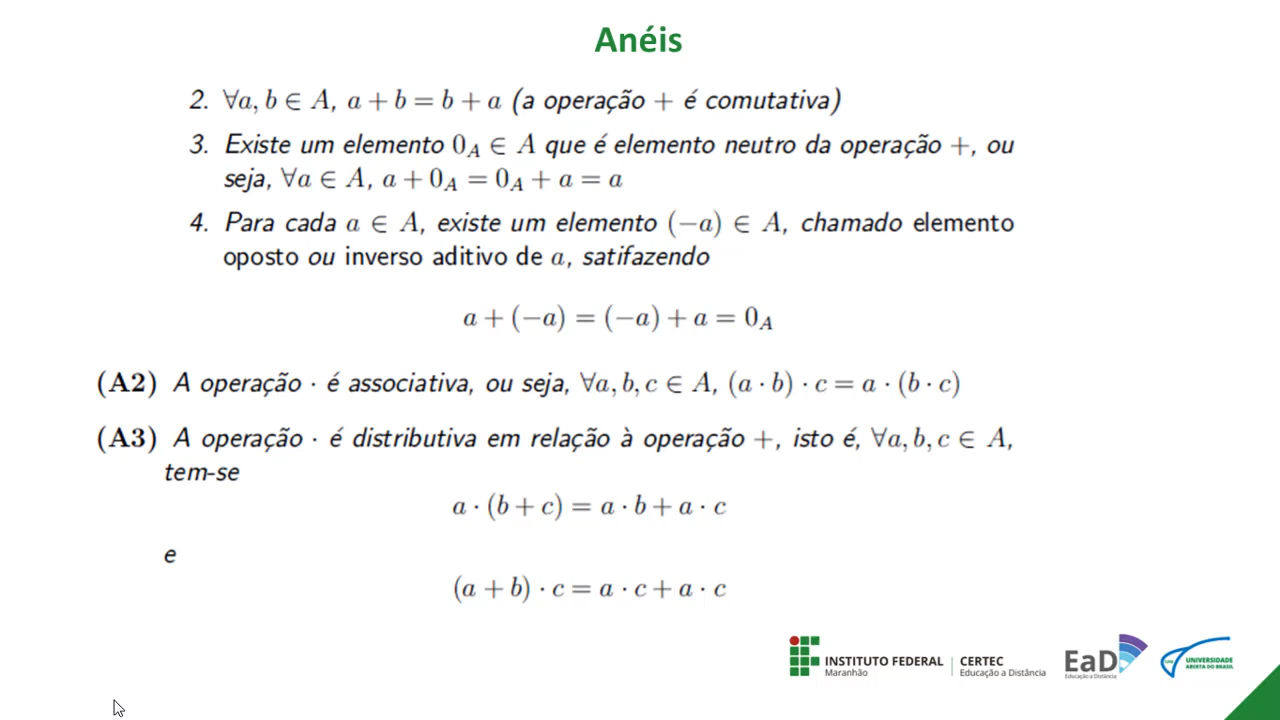 Anéis
2. ∀a, b ∈ A, a + b = b + a (a operação + é comutativa)
3. Existe um elemento 0_A ∈ A que é elemento neutro da operação +, ou
seja, ∀a ∈ A, a + 0_A = 0_A + a = a
4. Para cada a ∈ A, existe um elemento (−a) ∈ A, chamado elemento
oposto ou inverso aditivo de a, satifazendo
a + (−a) = (−a) + a = 0_A
(A2) A operação · é associativa, ou seja, ∀a, b, c ∈ A, (a · b) · c = a · (b · c)
(A3) A operação · é distributiva em relação à operação +, isto é, ∀a, b, c ∈ A,
tem-se
a · (b + c) = a · b + a · c
e
(a + b) · c = a · c + a · c
INSTITUTO FEDERAL
Maranhão
CERTEC
Educação a Distância
EaD
Educação a Distância
UNIVERSIDADE
ABERTA DO BRASIL